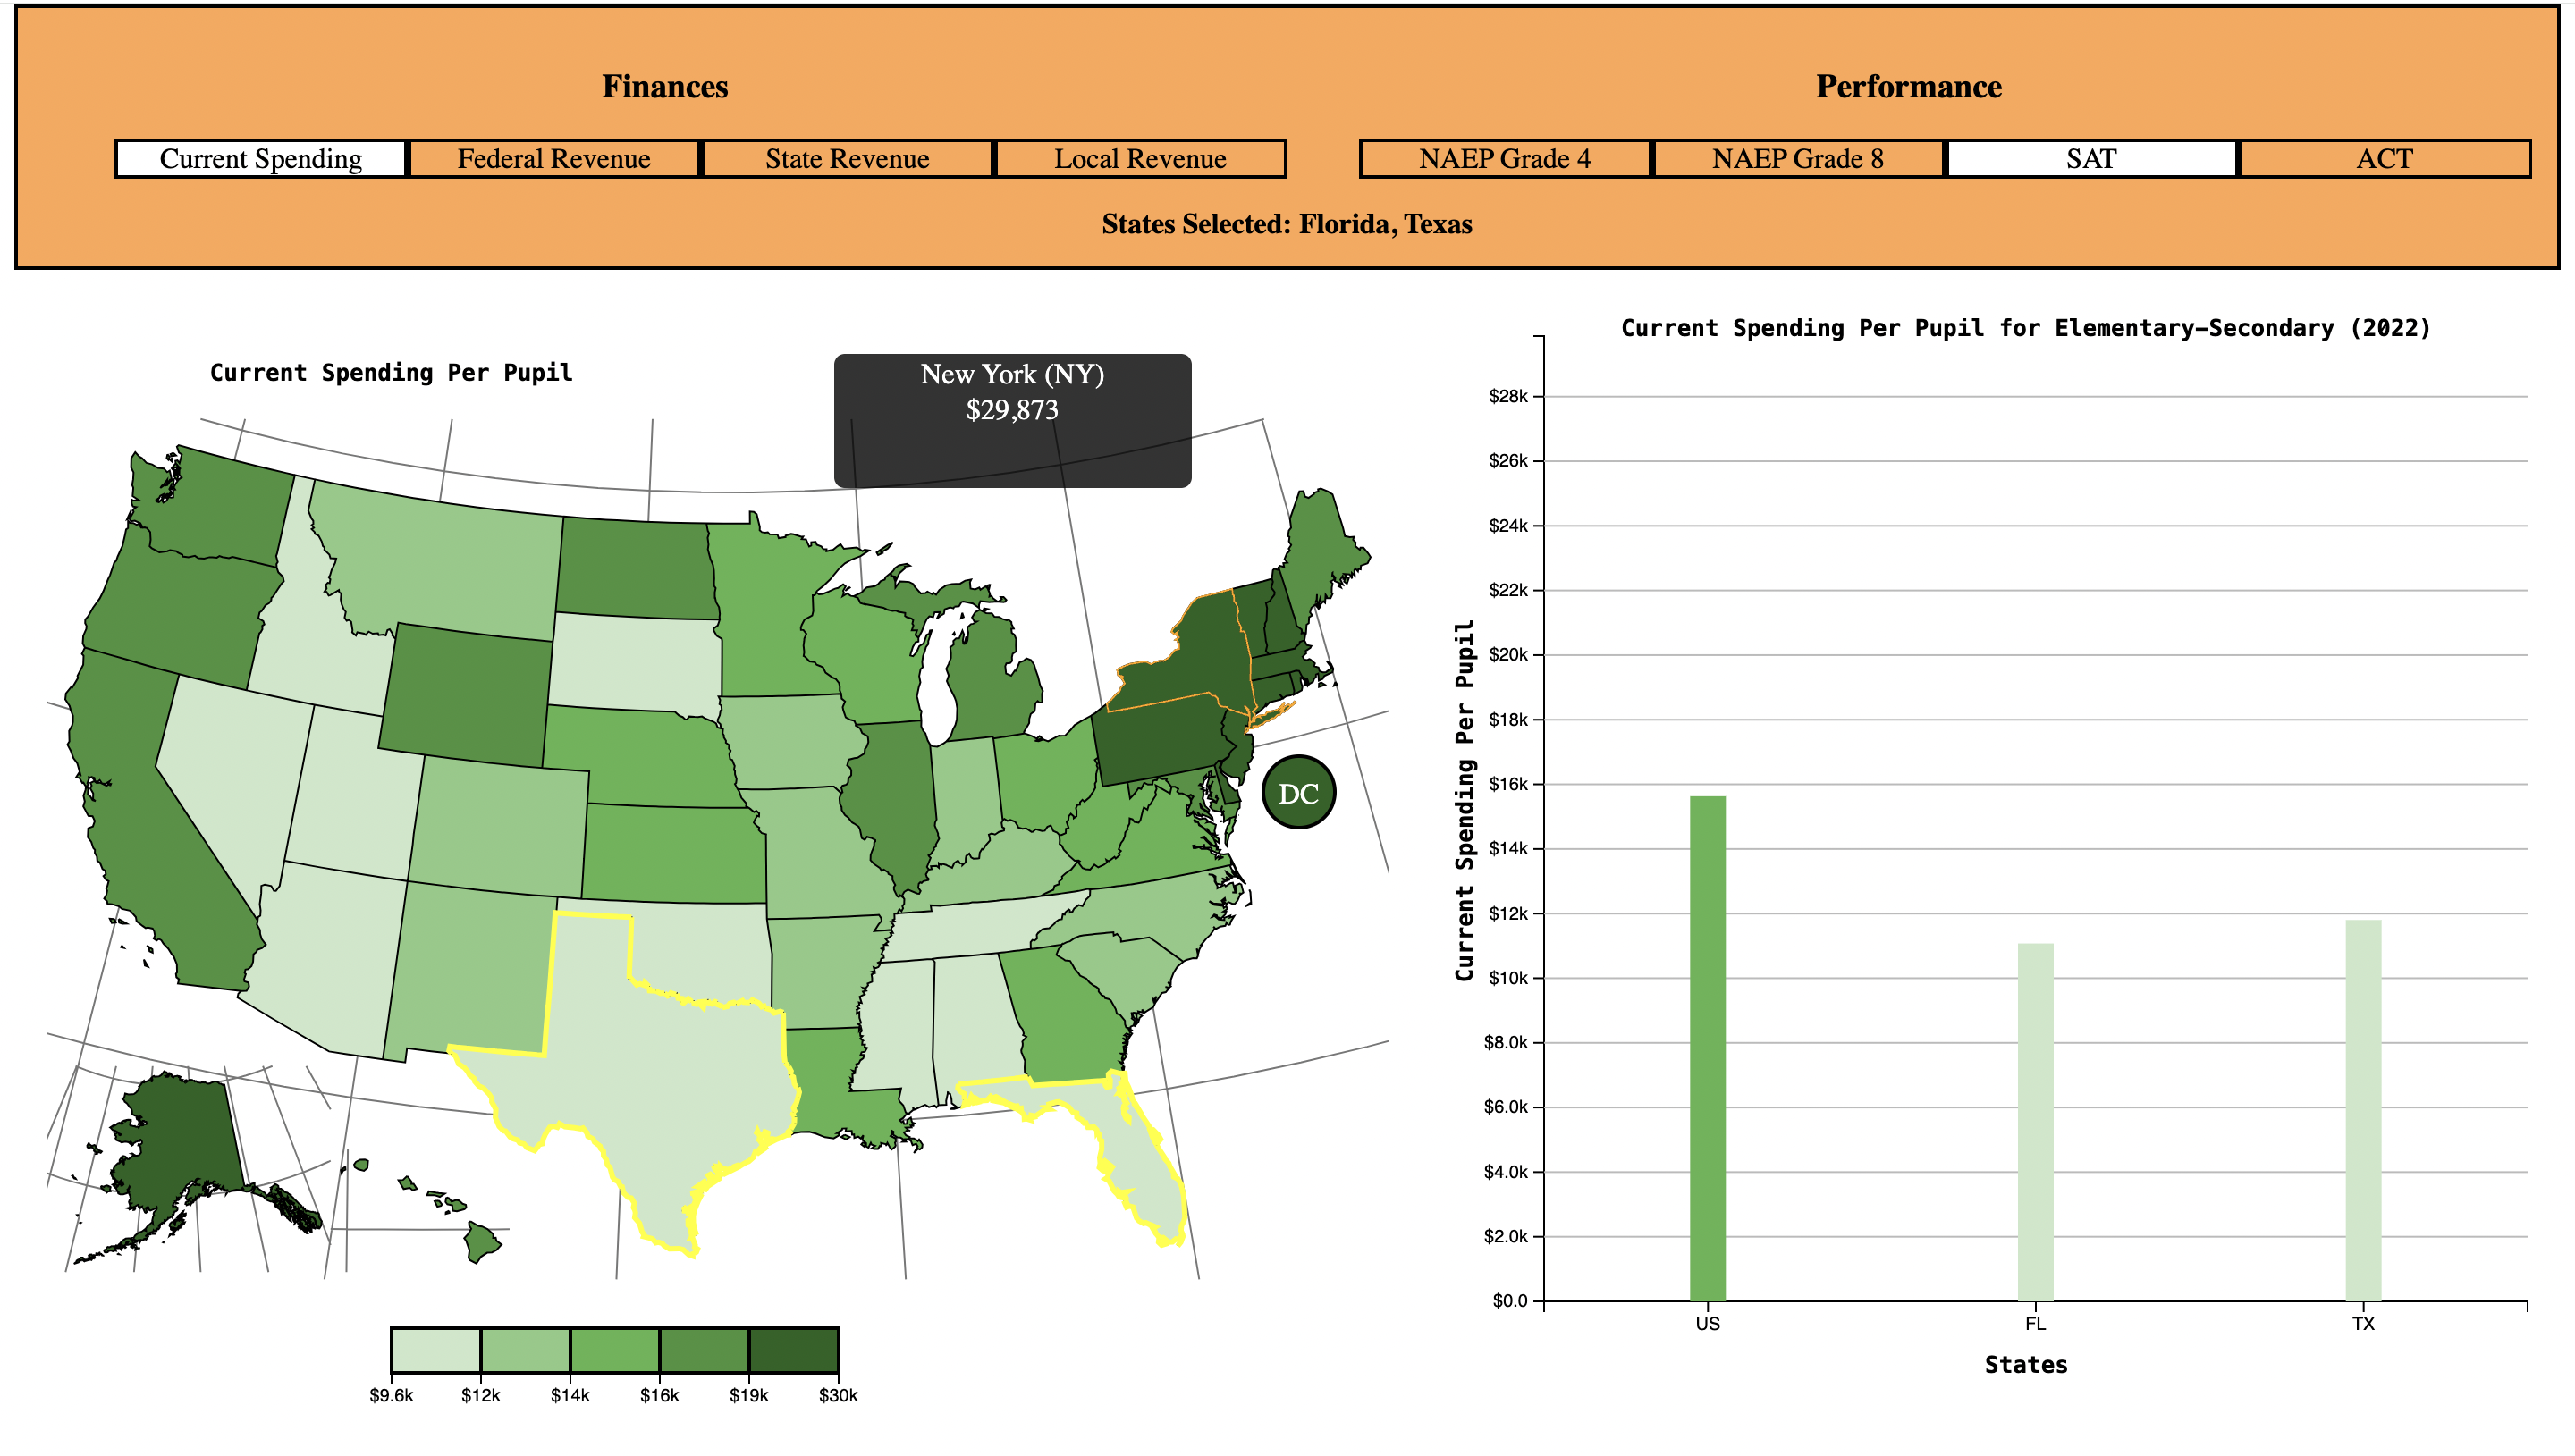 Finances
Performance
Current Spending
Federal Revenue
State Revenue
Local Revenue
NAEP Grade 4
NAEP Grade 8
SAT
ACT
States Selected: Florida, Texas
Current Spending Per Pupil
New York (NY)
$29,873
DC
$9.6k
$12k
$14k
$16k
$19k
$30k
Current Spending Per Pupil for Elementary-Secondary (2022)
Current Spending Per Pupil
$28k
$26k
$24k
$22k
$20k
$18k
$16k
$14k
$12k
$10k
$8.0k
$6.0k
$4.0k
$2.0k
$0.0
US
FL
TX
States